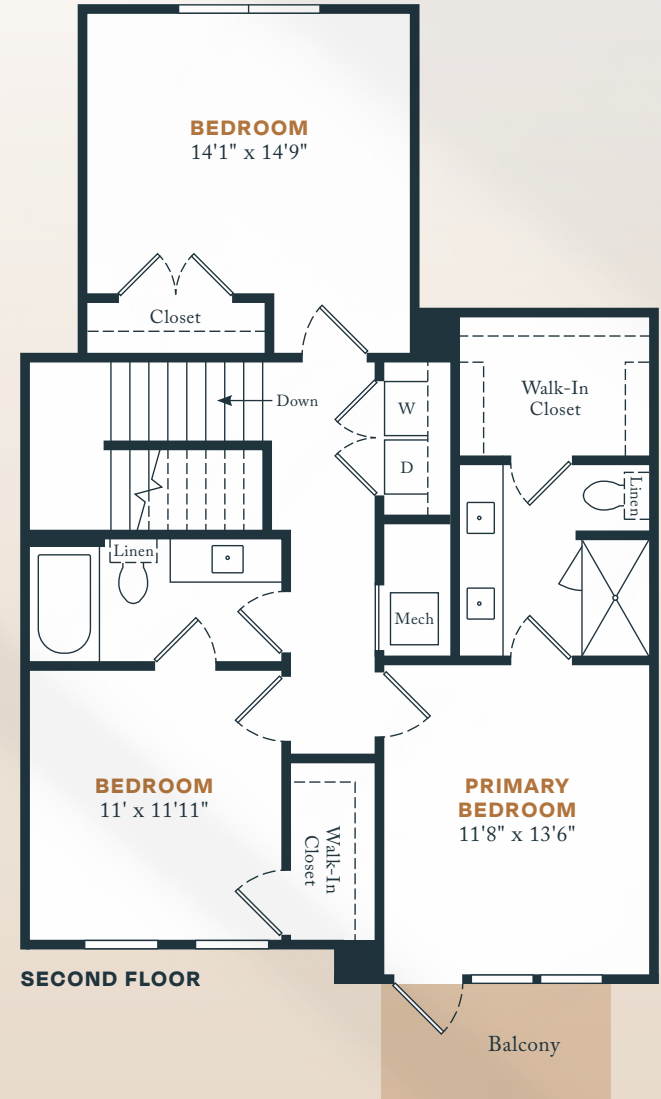 BEDROOM
14'1" x 14'9"
Closet
Down
W
D
Walk-In
Closet
Linen
Linen
Mech
BEDROOM
11' x 11'11"
Walk-In
Closet
PRIMARY
BEDROOM
11'8" x 13'6"
SECOND FLOOR
Balcony